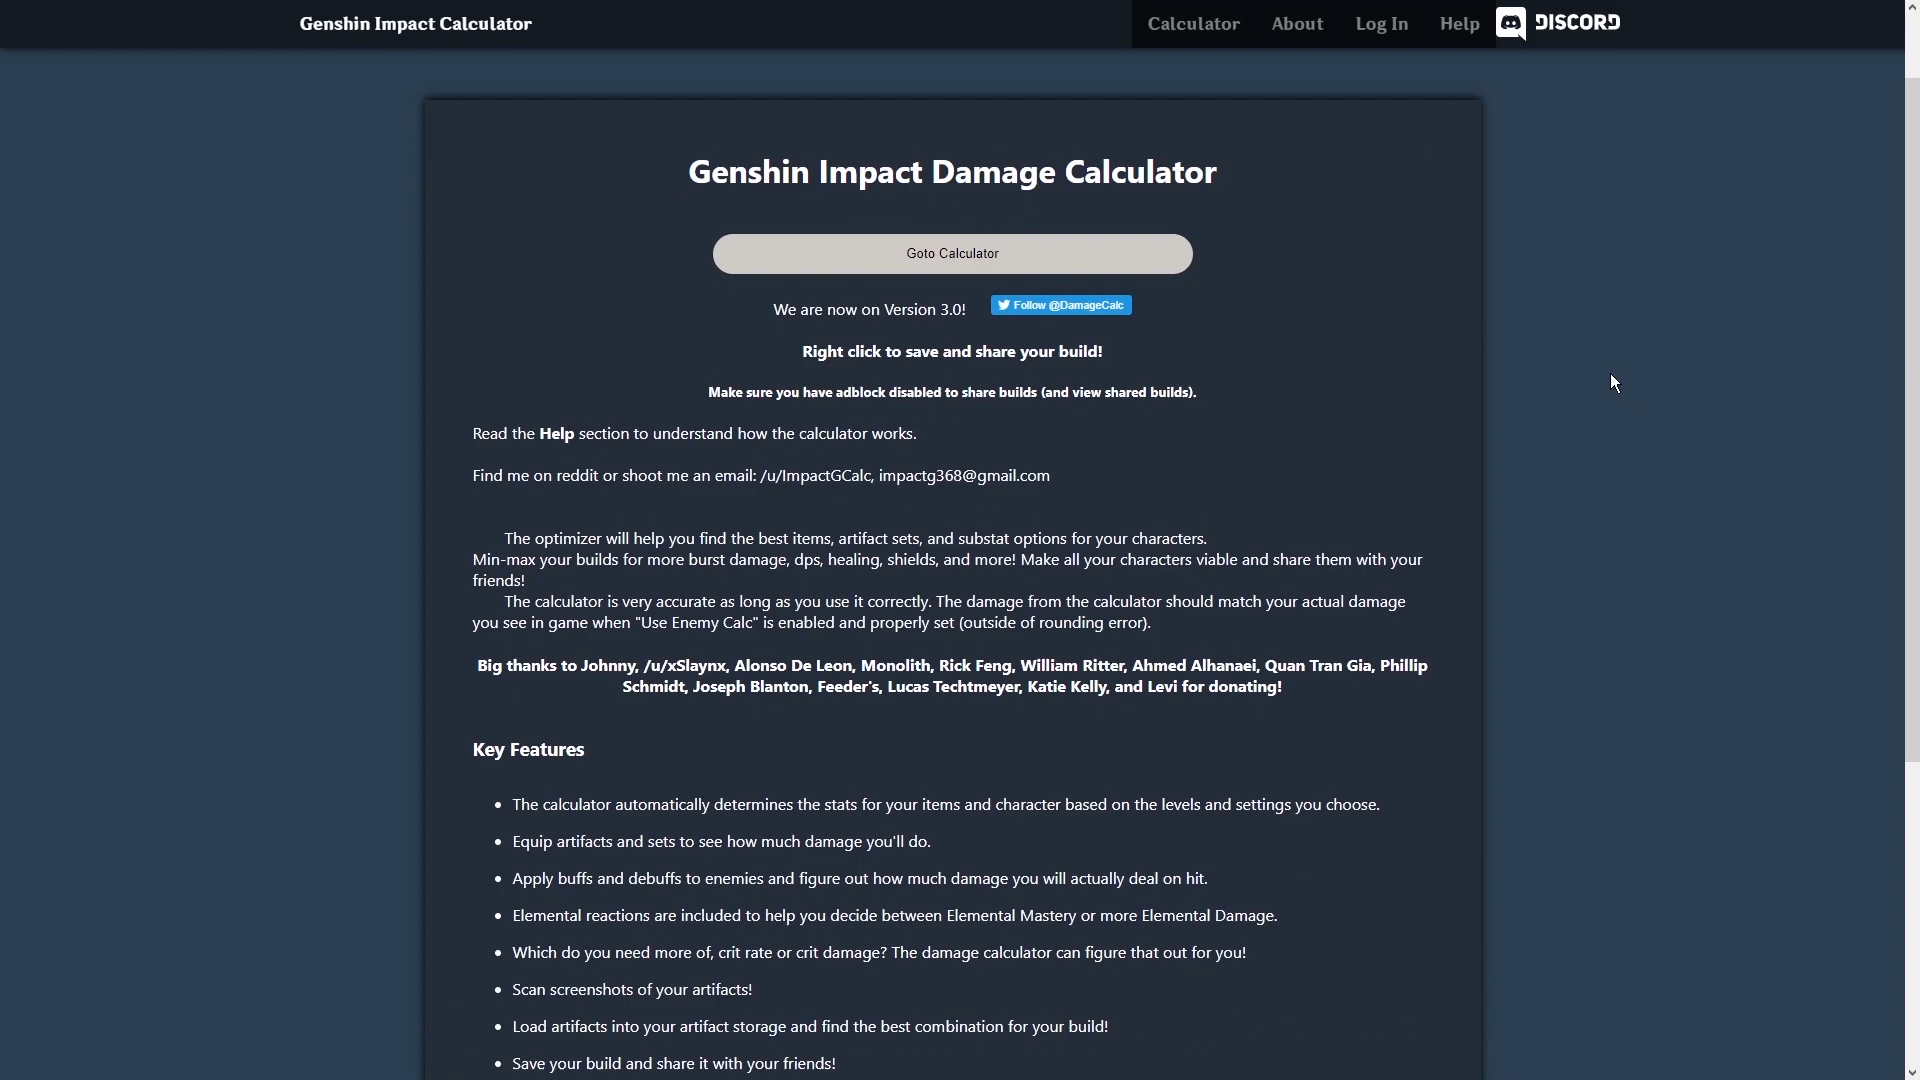 Genshin Impact Calculator
Calculator About Log In Help DISCORD
Genshin Impact Damage Calculator
Goto Calculator
We are now on Version 3.0! Follow @DamageCalc
Right click to save and share your build!
Make sure you have adblock disabled to share builds (and view shared builds).
Read the Help section to understand how the calculator works.
Find me on reddit or shoot me an email: /u/ImpactGCalc, impactg368@gmail.com
The optimizer will help you find the best items, artifact sets, and substat options for your characters.
Min-max your builds for more burst damage, dps, healing, shields, and more! Make all your characters viable and share them with your
friends!
The calculator is very accurate as long as you use it correctly. The damage from the calculator should match your actual damage
you see in game when "Use Enemy Calc" is enabled and properly set (outside of rounding error).
Big thanks to Johnny, /u/xSlaynx, Alonso De Leon, Monolith, Rick Feng, William Ritter, Ahmed Alhanaei, Quan Tran Gia, Phillip
Schmidt, Joseph Blanton, Feeder's, Lucas Techtmeyer, Katie Kelly, and Levi for donating!
Key Features
• The calculator automatically determines the stats for your items and character based on the levels and settings you choose.
• Equip artifacts and sets to see how much damage you'll do.
• Apply buffs and debuffs to enemies and figure out how much damage you will actually deal on hit.
• Elemental reactions are included to help you decide between Elemental Mastery or more Elemental Damage.
• Which do you need more of, crit rate or crit damage? The damage calculator can figure that out for you!
• Scan screenshots of your artifacts!
• Load artifacts into your artifact storage and find the best combination for your build!
• Save your build and share it with your friends!